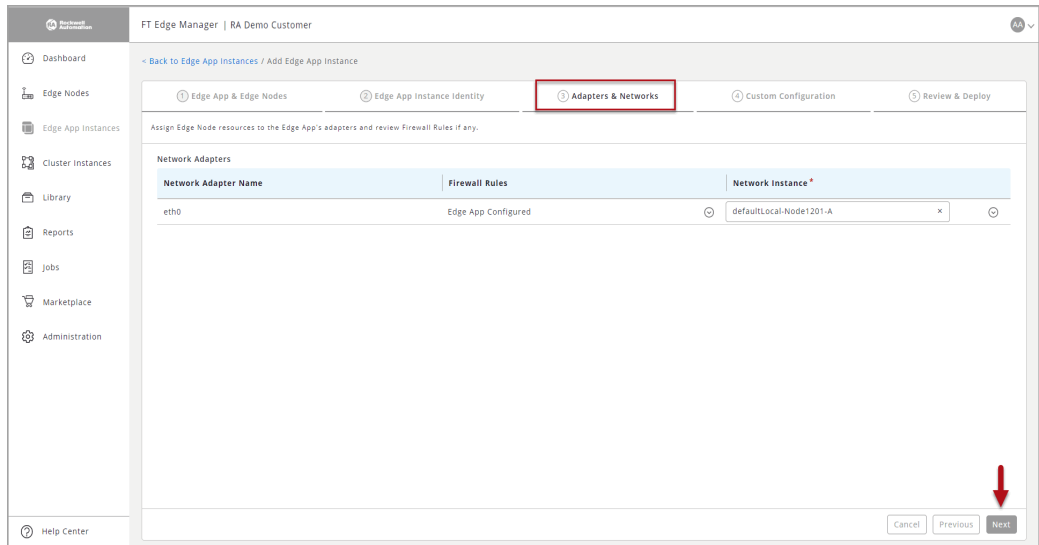 Rockwell
Automation
FT Edge Manager | RA Demo Customer
AA
Dashboard
Edge Nodes
Edge App Instances
Cluster Instances
Library
Reports
Jobs
Marketplace
Administration
Help Center
< Back to Edge App Instances / Add Edge App Instance
1 Edge App & Edge Nodes
2 Edge App Instance Identity
3 Adapters & Networks
4 Custom Configuration
5 Review & Deploy
Assign Edge Node resources to the Edge App's adapters and review Firewall Rules if any.
Network Adapters
Network Adapter Name Firewall Rules Network Instance *
eth0 Edge App Configured defaultLocal-Node1201-A ×
Cancel Previous Next